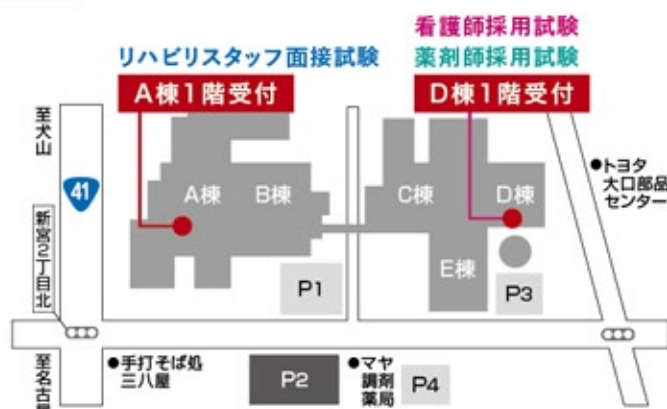 看護師採用試験
リハビリスタッフ面接試験
薬剤師採用試験
A棟1階受付
D棟1階受付
至犬山
41
新宮2丁目北
A棟
B棟
C棟
D棟
E棟
●トヨタ
大口部品
センター
P1
P3
至名古屋
●手打そば処
三八屋
P2
●マヤ
調剤
薬局
P4